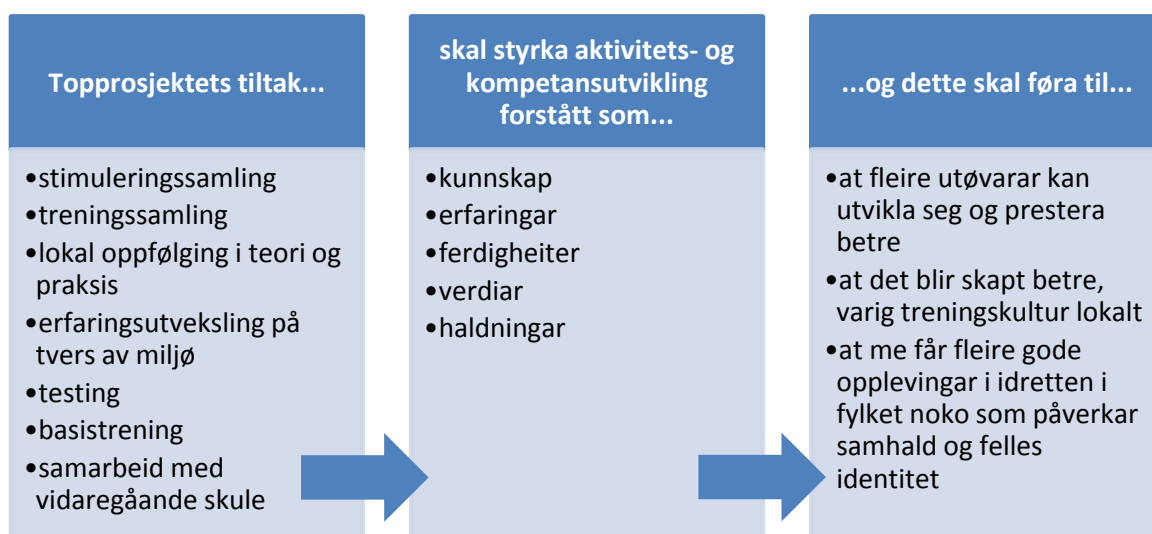 Topprosjektets tiltak...
•stimuleringssamling
•treningssamling
•lokal oppfølging i teori og
praksis
•erfaringsutveksling på
tvers av miljø
•testing
•basistrening
•samarbeid med
vidaregåande skule
skal styrka aktivitets- og
kompetansutvikling
forstått som...
•kunnskap
•erfaringar
•ferdigheiter
•verdiar
•haldningar
...og dette skal føra til...
•at fleire utøvarar kan
utvikla seg og prestera
betre
•at det blir skapt betre,
varig treningskultur lokalt
•at me får fleire gode
opplevingar i idretten i
fylket noko som påverkar
samhald og felles
identitet